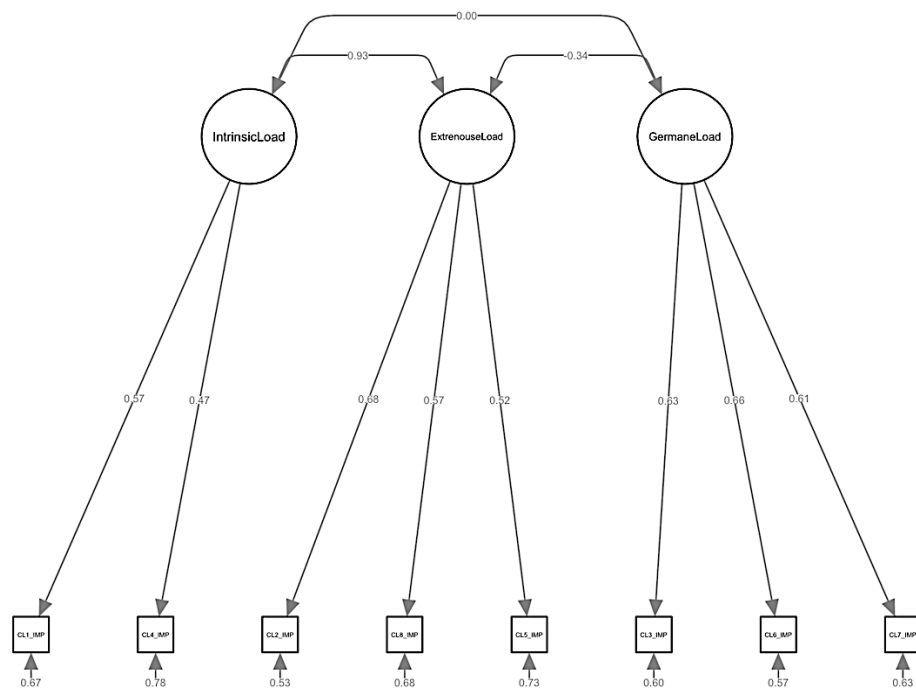 0.00
0.93
-0.34
IntrinsicLoad
ExtrenouseLoad
GermaneLoad
0.57
0.47
0.68
0.57
0.52
0.63
0.66
0.61
CL1_IMP
CL4_IMP
CL2_IMP
CL8_IMP
CL5_IMP
CL3_IMP
CL6_IMP
CL7_IMP
0.67
0.78
0.53
0.68
0.73
0.60
0.57
0.63